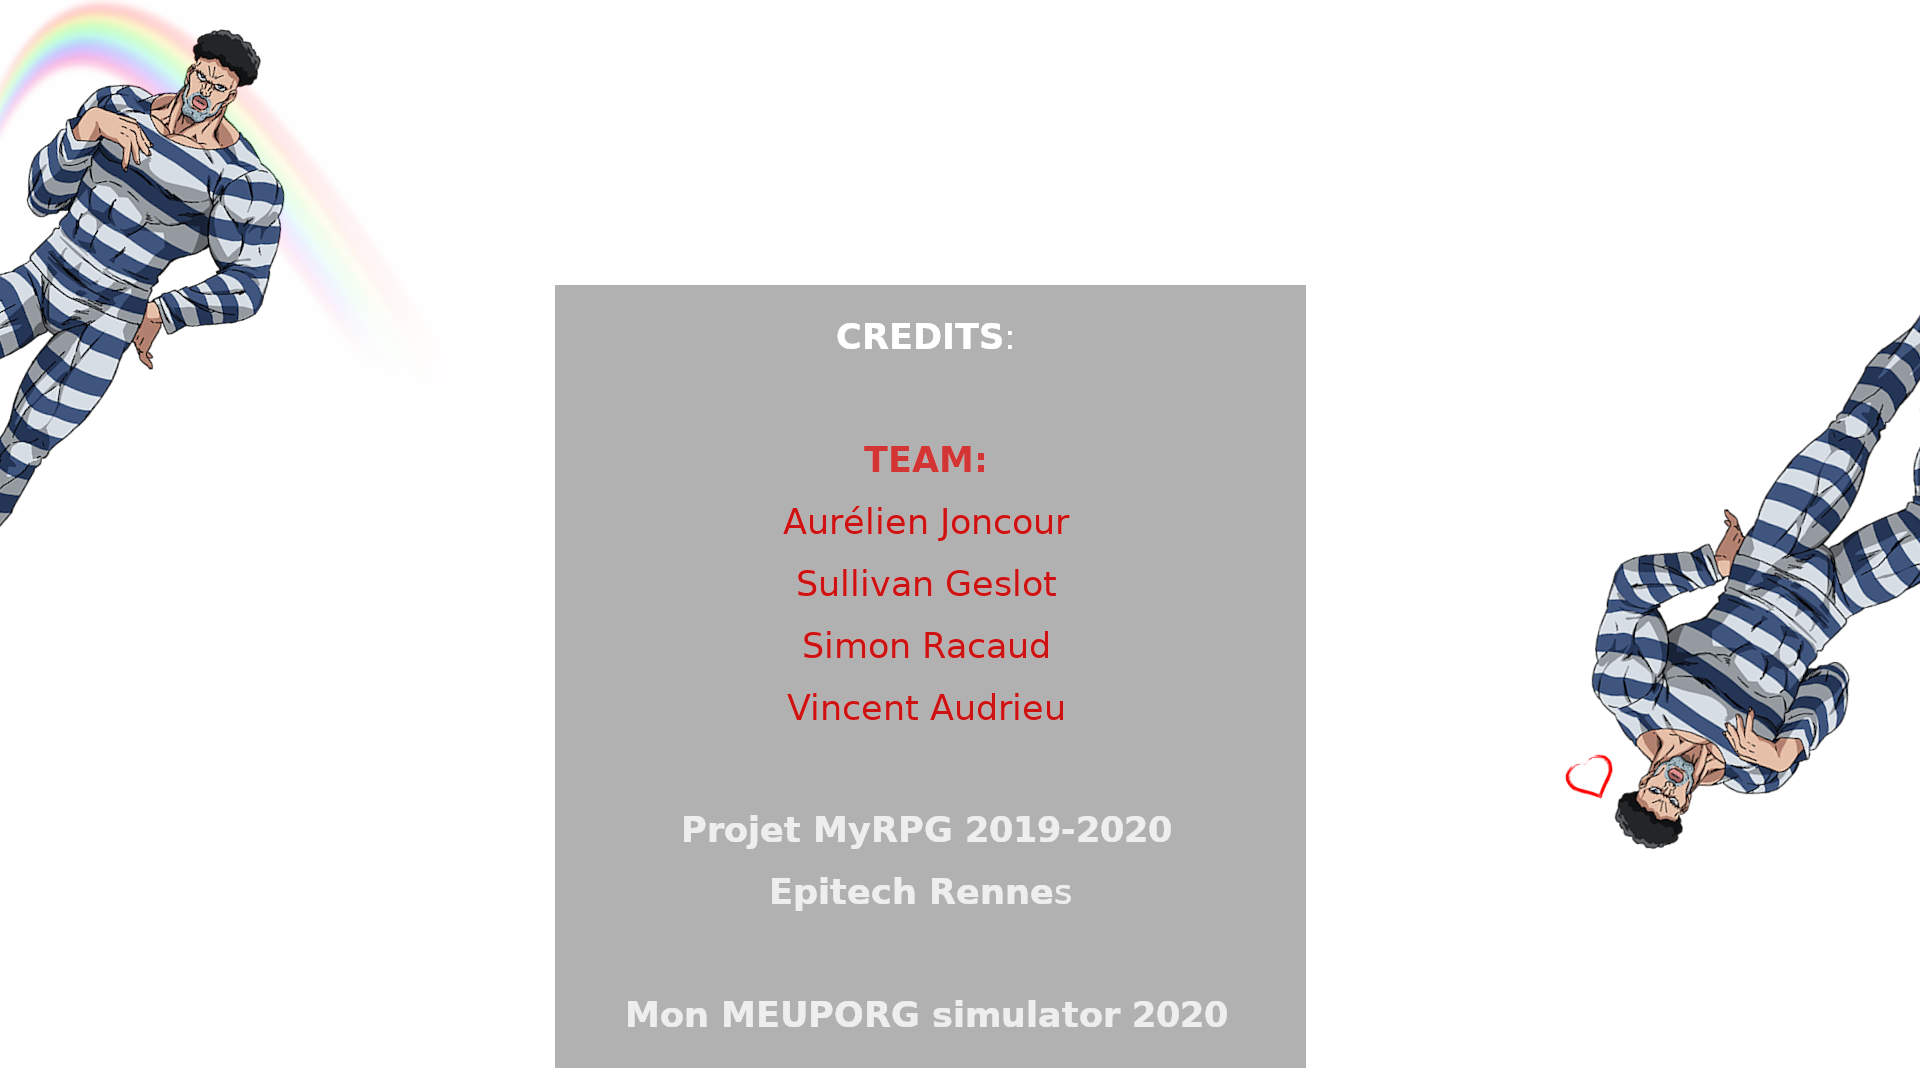 CREDITS:
TEAM:
Aurélien Joncour
Sullivan Geslot
Simon Racaud
Vincent Audrieu
Projet MyRPG 2019-2020
Epitech Rennes
Mon MEUPORG simulator 2020